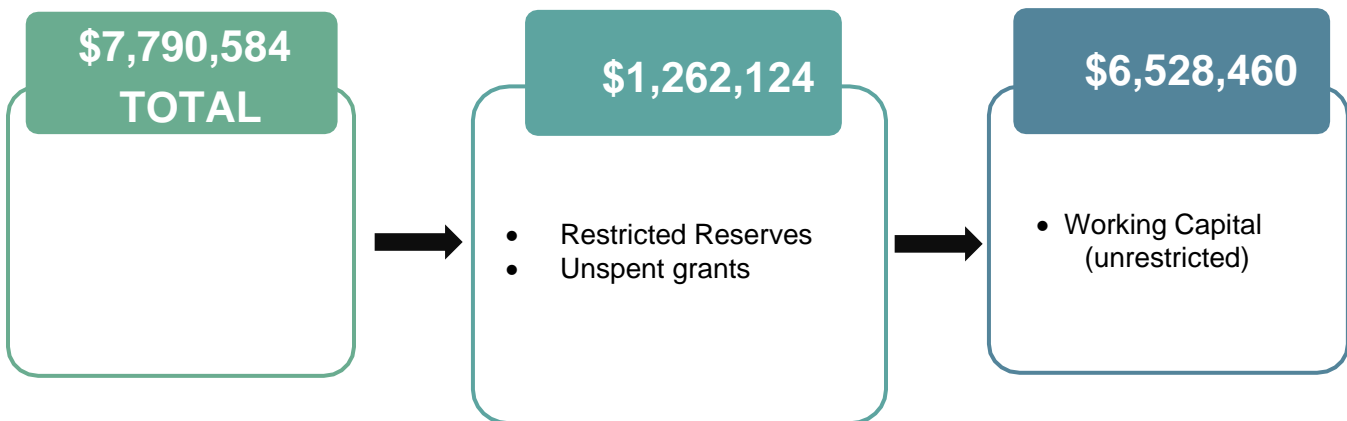 $7,790,584
TOTAL
$1,262,124
• Restricted Reserves
• Unspent grants
$6,528,460
• Working Capital
(unrestricted)